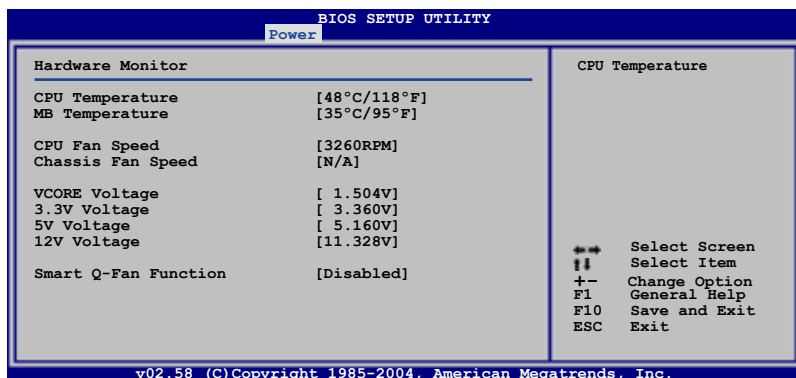 BIOS SETUP UTILITY
Power
Hardware Monitor
CPU Temperature [48°C/118°F]
MB Temperature [35°C/95°F]
CPU Fan Speed [3260RPM]
Chassis Fan Speed [N/A]
VCORE Voltage [ 1.504V]
3.3V Voltage [ 3.360V]
5V Voltage [ 5.160V]
12V Voltage [11.328V]
Smart Q-Fan Function [Disabled]
CPU Temperature
Select Screen
Select Item
+- Change Option
F1 General Help
F10 Save and Exit
ESC Exit
v02.58 (C)Copyright 1985-2004, American Megatrends, Inc.